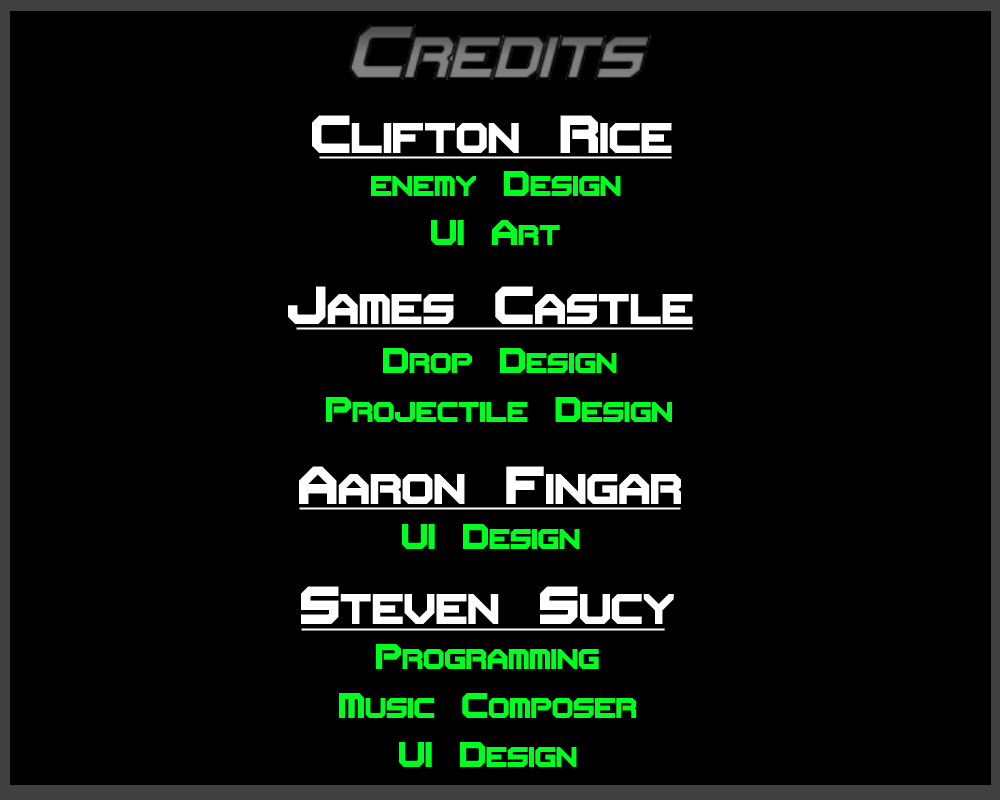 Credits
Clifton Rice
enemy Design
UI Art
James Castle
Drop Design
Projectile Design
Aaron Fingar
UI Design
Steven Sucy
Programming
Music Composer
UI Design